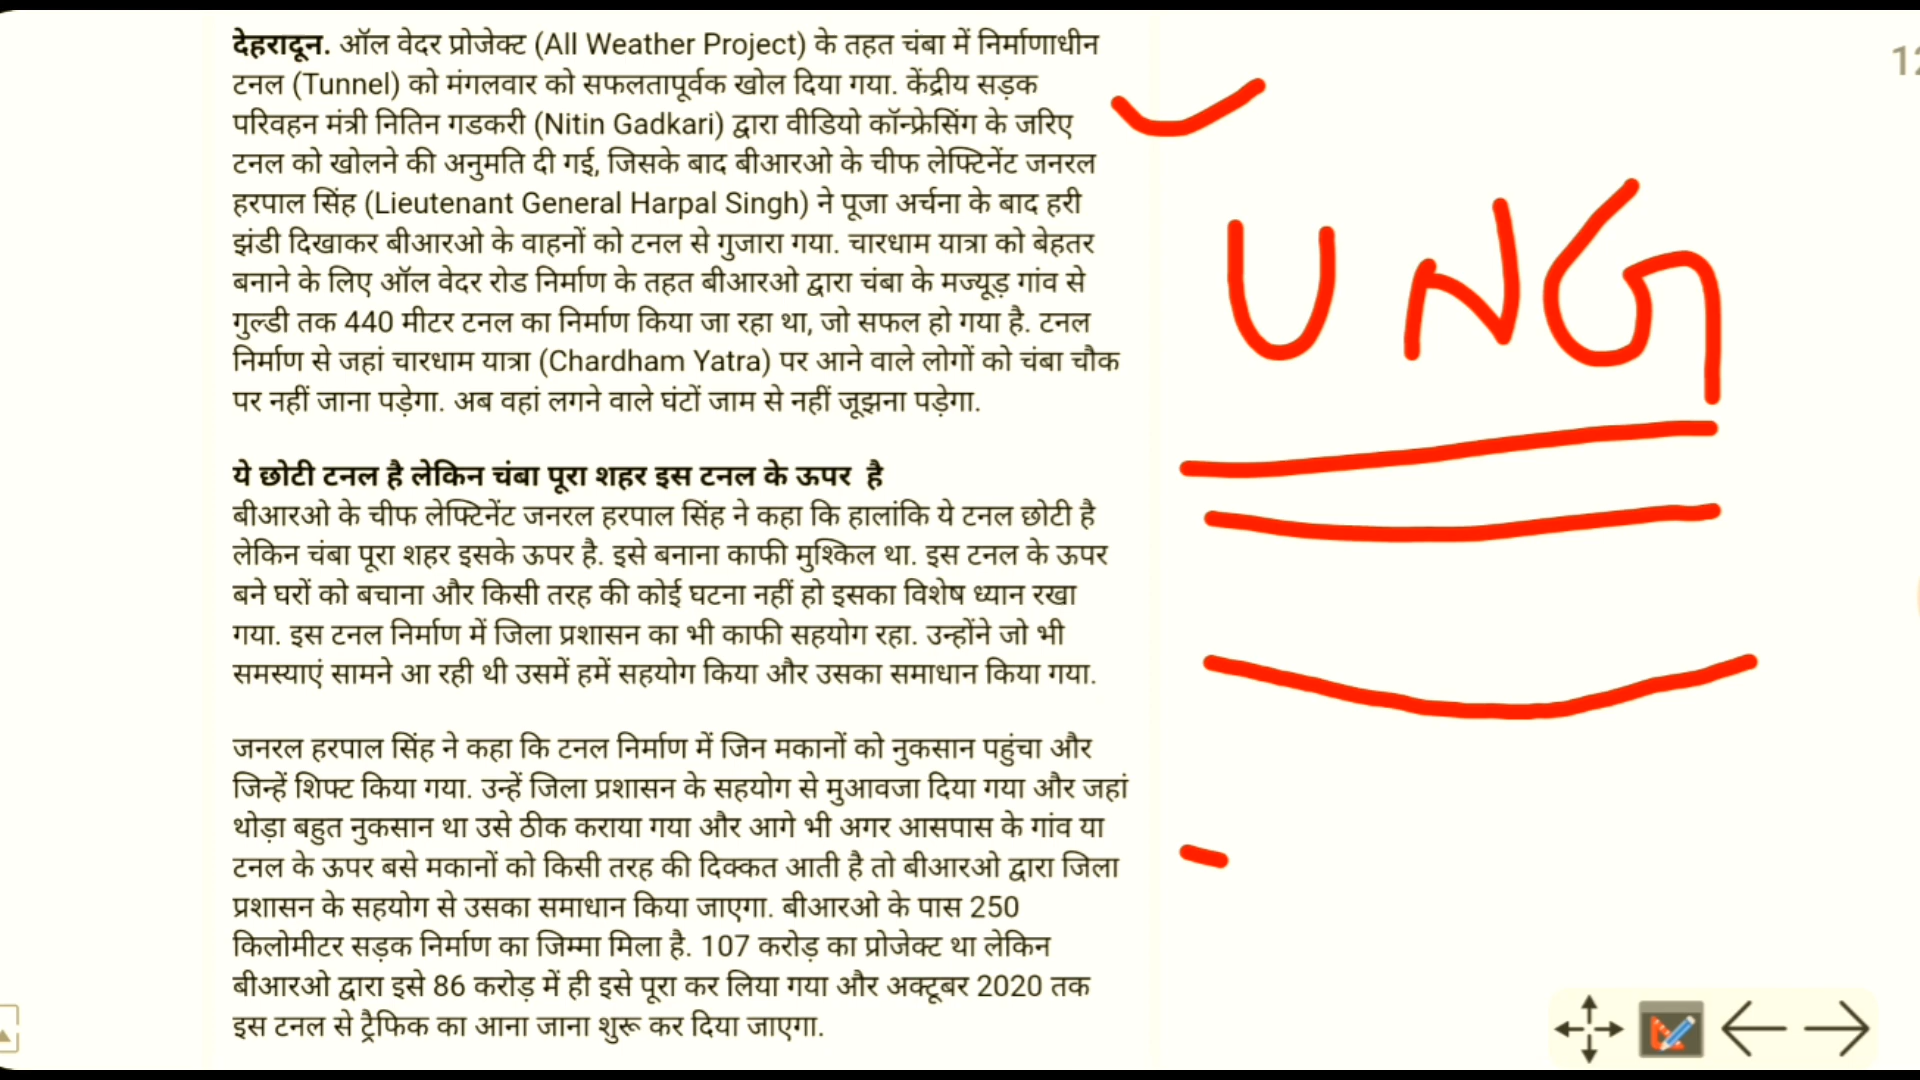 देहरादून. ऑल वेदर प्रोजेक्ट (All Weather Project) के तहत चंबा में निर्माणाधीन
टनल (Tunnel) को मंगलवार को सफलतापूर्वक खोल दिया गया. केंद्रीय सड़क
परिवहन मंत्री नितिन गडकरी (Nitin Gadkari) द्वारा वीडियो कॉन्फ्रेसिंग के जरिए
टनल को खोलने की अनुमति दी गई, जिसके बाद बीआरओ के चीफ लेफ्टिनेंट जनरल
हरपाल सिंह (Lieutenant General Harpal Singh) ने पूजा अर्चना के बाद हरी
झंडी दिखाकर बीआरओ के वाहनों को टनल से गुजारा गया. चारधाम यात्रा को बेहतर
बनाने के लिए ऑल वेदर रोड निर्माण के तहत बीआरओ द्वारा चंबा के मज्यूड़ गांव से
गुल्डी तक 440 मीटर टनल का निर्माण किया जा रहा था, जो सफल हो गया है. टनल
निर्माण से जहां चारधाम यात्रा (Chardham Yatra) पर आने वाले लोगों को चंबा चौक
पर नहीं जाना पड़ेगा. अब वहां लगने वाले घंटों जाम से नहीं जूझना पड़ेगा.
ये छोटी टनल है लेकिन चंबा पूरा शहर इस टनल के ऊपर है
बीआरओ के चीफ लेफ्टिनेंट जनरल हरपाल सिंह ने कहा कि हालांकि ये टनल छोटी है
लेकिन चंबा पूरा शहर इसके ऊपर है. इसे बनाना काफी मुश्किल था. इस टनल के ऊपर
बने घरों को बचाना और किसी तरह की कोई घटना नहीं हो इसका विशेष ध्यान रखा
गया. इस टनल निर्माण में जिला प्रशासन का भी काफी सहयोग रहा. उन्होंने जो भी
समस्याएं सामने आ रही थी उसमें हमें सहयोग किया और उसका समाधान किया गया.
जनरल हरपाल सिंह ने कहा कि टनल निर्माण में जिन मकानों को नुकसान पहुंचा और
जिन्हें शिफ्ट किया गया. उन्हें जिला प्रशासन के सहयोग से मुआवजा दिया गया और जहां
थोड़ा बहुत नुकसान था उसे ठीक कराया गया और आगे भी अगर आसपास के गांव या
टनल के ऊपर बसे मकानों को किसी तरह की दिक्कत आती है तो बीआरओ द्वारा जिला
प्रशासन के सहयोग से उसका समाधान किया जाएगा. बीआरओ के पास 250
किलोमीटर सड़क निर्माण का जिम्मा मिला है. 107 करोड़ का प्रोजेक्ट था लेकिन
बीआरओ द्वारा इसे 86 करोड़ में ही इसे पूरा कर लिया गया और अक्टूबर 2020 तक
इस टनल से ट्रैफिक का आना जाना शुरू कर दिया जाएगा.
UNG